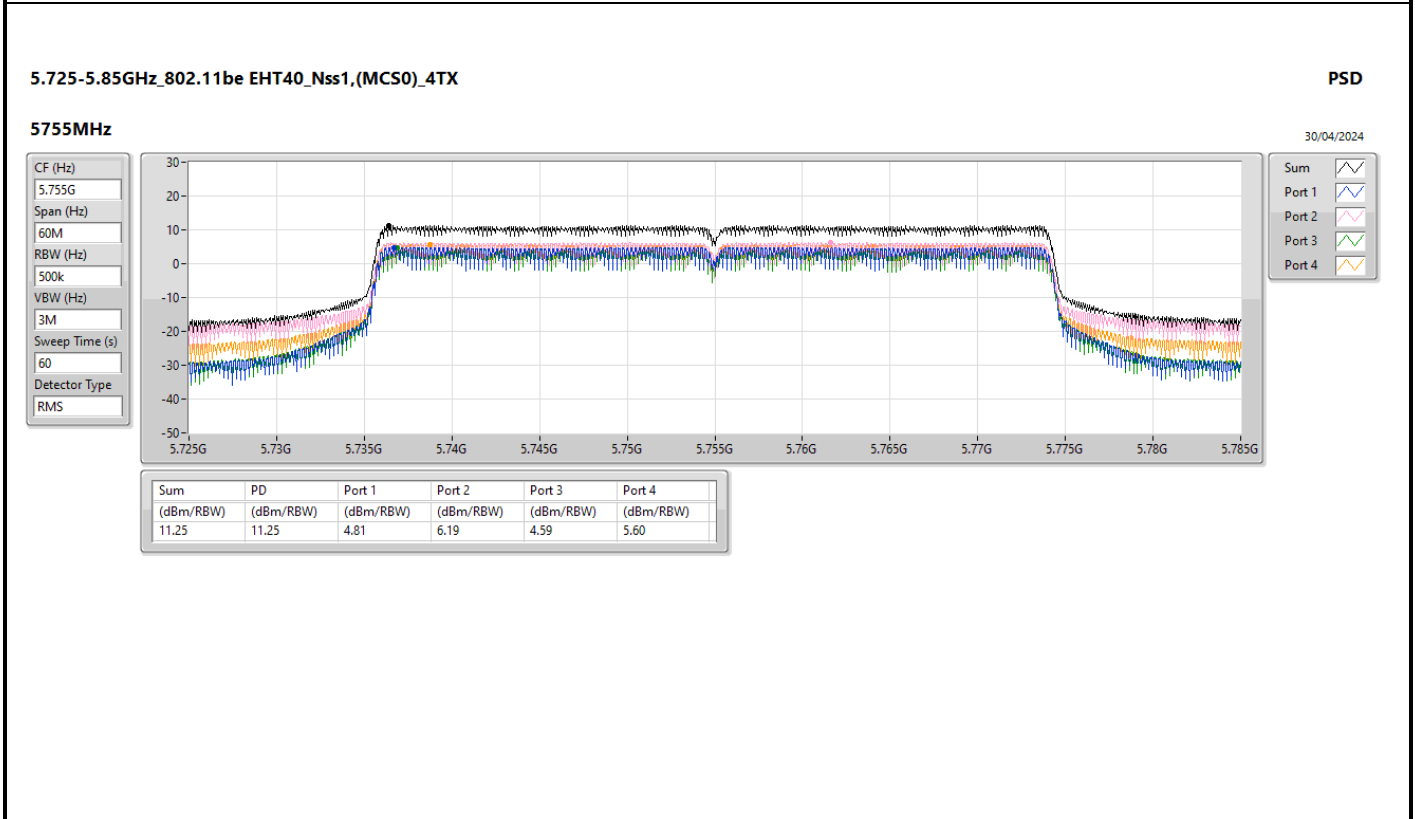 5.725-5.85GHz_802.11be EHT40_Nss1,(MCS0)_4TX PSD
5755MHz
30/04/2024
CF (Hz)
5.755G
Span (Hz)
60M
RBW (Hz)
500k
VBW (Hz)
3M
Sweep Time (s)
60
Detector Type
RMS
30
20
10
0
-10
-20
-30
-40
-50
5.725G 5.73G 5.735G 5.74G 5.745G 5.75G 5.755G 5.76G 5.765G 5.77G 5.775G 5.78G 5.785G
Sum
Port 1
Port 2
Port 3
Port 4
Sum PD Port 1 Port 2 Port 3 Port 4
(dBm/RBW) (dBm/RBW) (dBm/RBW) (dBm/RBW) (dBm/RBW) (dBm/RBW)
11.25 11.25 4.81 6.19 4.59 5.60